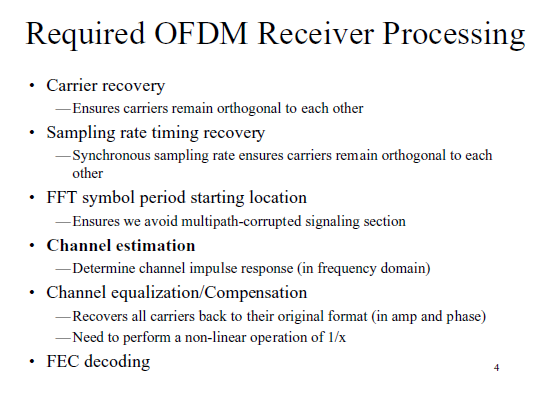 Required OFDM Receiver Processing
• Carrier recovery
—Ensures carriers remain orthogonal to each other
• Sampling rate timing recovery
—Synchronous sampling rate ensures carriers remain orthogonal to each
other
• FFT symbol period starting location
—Ensures we avoid multipath-corrupted signaling section
• Channel estimation
—Determine channel impulse response (in frequency domain)
• Channel equalization/Compensation
—Recovers all carriers back to their original format (in amp and phase)
—Need to perform a non-linear operation of 1/x
• FEC decoding
4